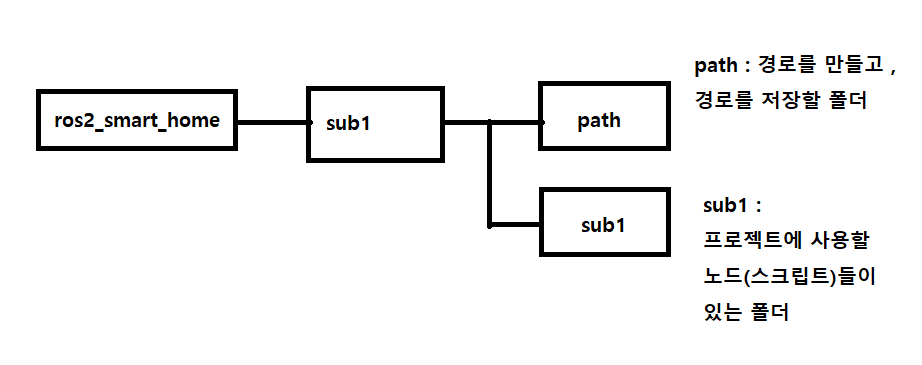 ros2_smart_home
sub1
path
sub1
path : 경로를 만들고 ,
경로를 저장할 폴더
sub1 :
프로젝트에 사용할
노드(스크립트)들이
있는 폴더